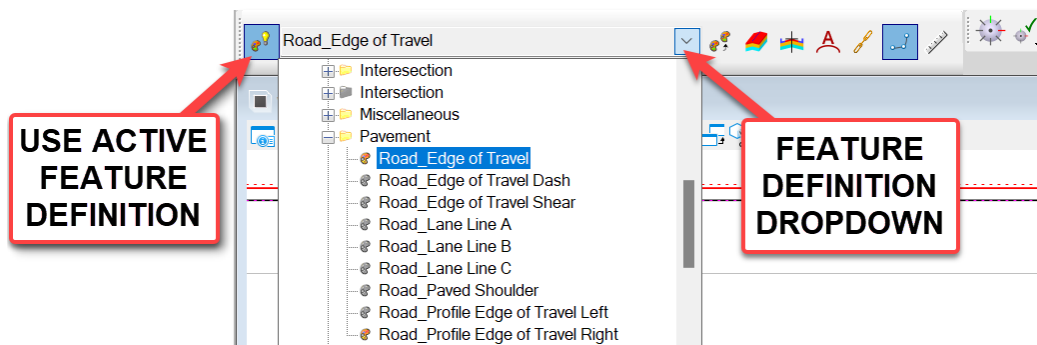 Road_Edge of Travel
Interesection
Intersection
Miscellaneous
Pavement
Road_Edge of Travel
Road_Edge of Travel Dash
Road_Edge of Travel Shear
Road_Lane Line A
Road_Lane Line B
Road_Lane Line C
Road_Paved Shoulder
Road_Profile Edge of Travel Left
Road_Profile Edge of Travel Right
USE ACTIVE
FEATURE
DEFINITION
FEATURE
DEFINITION
DROPDOWN